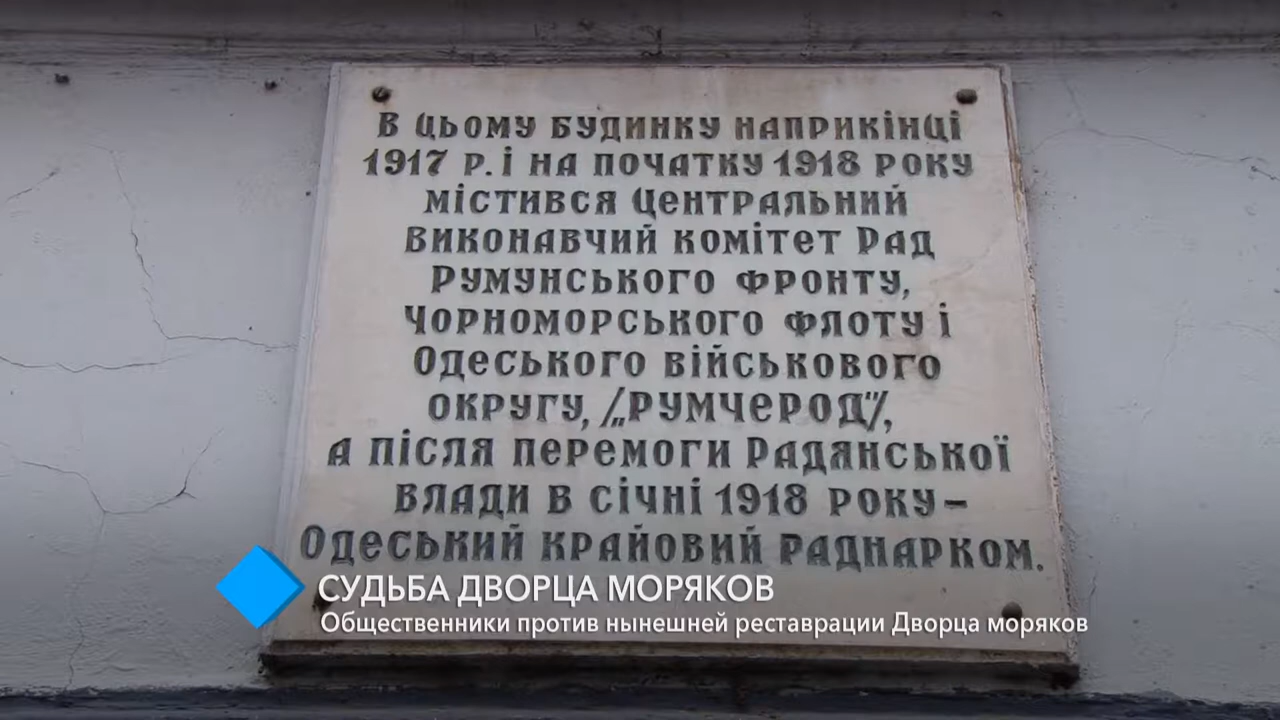 В цьому будинку наприкінці
1917 р. і на початку 1918 року
містився Центральний
виконавчий комітет Рад
Румунського фронту,
Чорноморського флоту і
Одеського військового
округу, /„РУМЧЕРОД"/,
а після перемоги Радянської
влади в січні 1918 року–
Одеський крайовий раднарком.
СУДЬБА ДВОРЦА МОРЯКОВ
Общественники против нынешней реставрации Дворца моряков